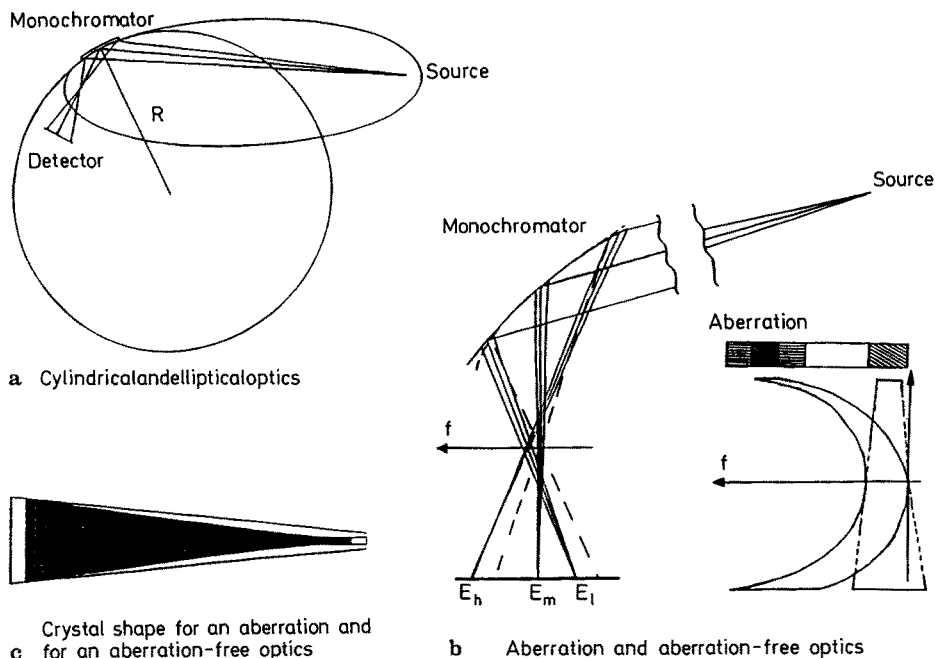 Monochromator
Source
R
Detector
a Cylindricalandellipticaloptics
Source
Monochromator
Aberration
f
f
E_h E_m E_l
Crystal shape for an aberration and
c for an aberration-free optics
b Aberration and aberration-free optics